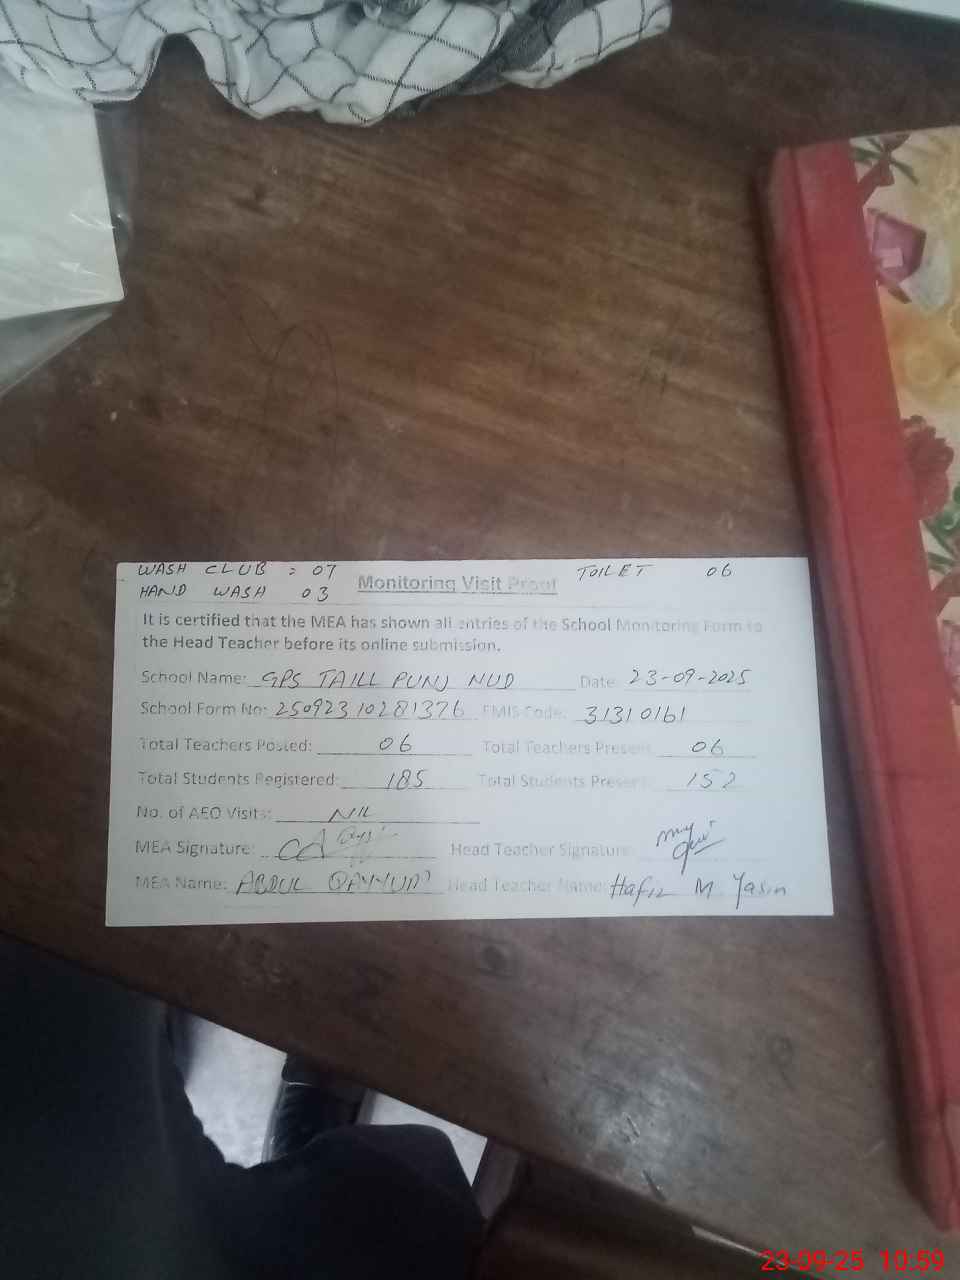 WASH CLUB : 07 TOILET 06
HAND WASH 03 Monitoring Visit Proof
It is certified that the MEA has shown all entries of the School Monitoring Form to
the Head Teacher before its online submission.
School Name: GPS TAILL PUNJ NUD Date: 23-09-2025
School Form No: 25092310281376 EMIS Code: 31310161
Total Teachers Posted: 06 Total Teachers Present: 06
Total Students Registered: 185 Total Students Present: 152
No. of AEO Visits: NIL
MEA Signature: Head Teacher Signature:
MEA Name: ABDUL QAYYUM Head Teacher Name: Hafiz M Yasin
23-09-25 10:59